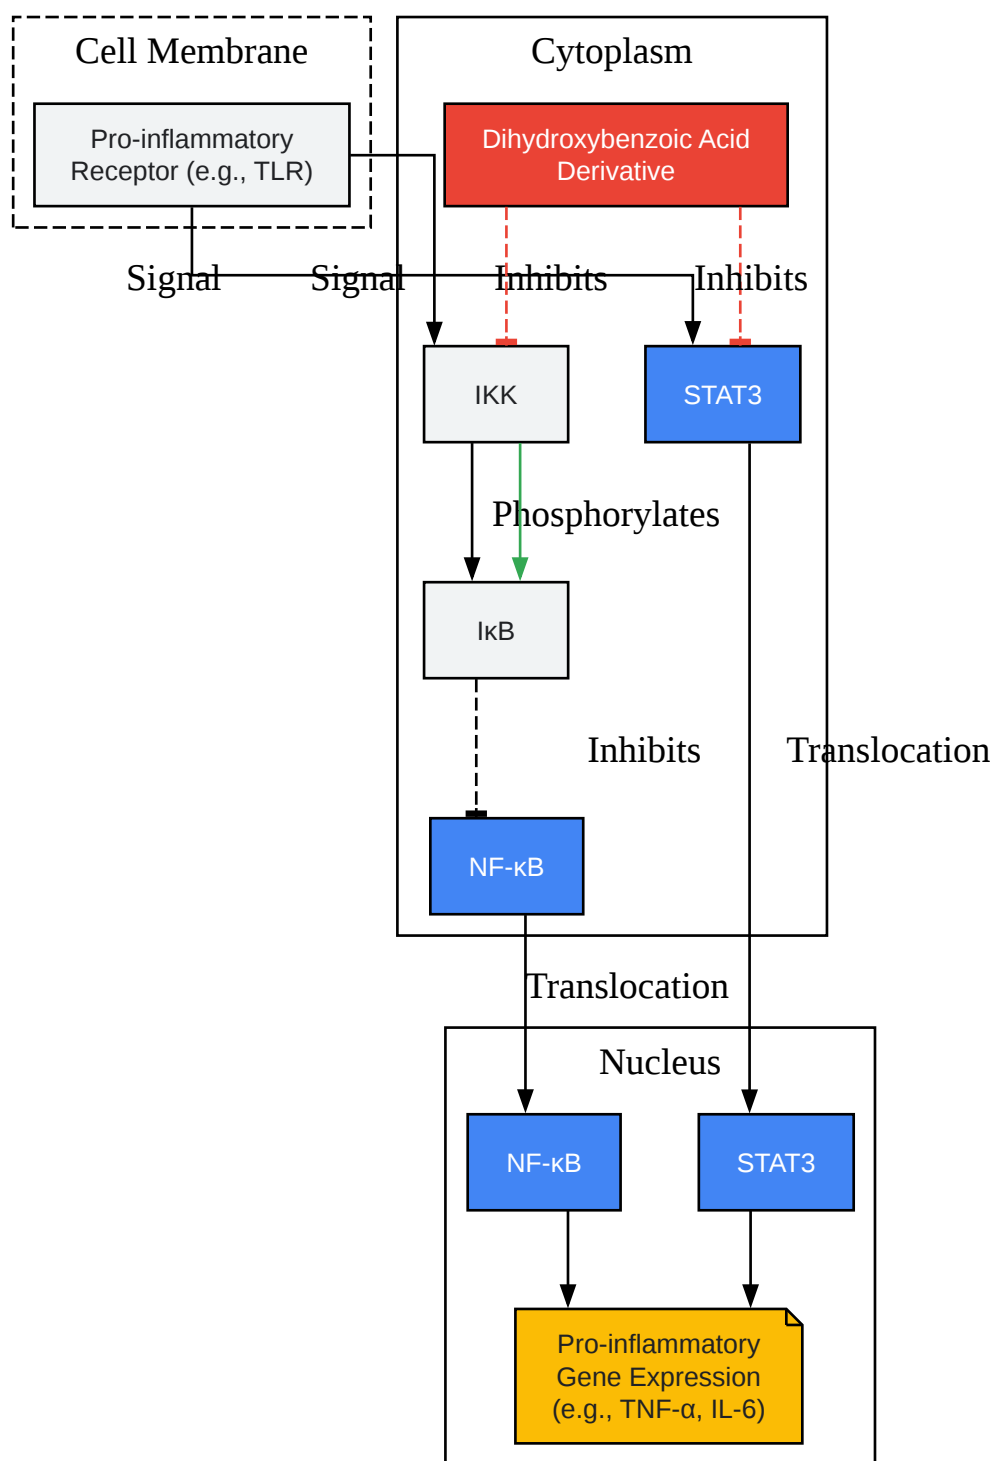 Cell Membrane
Cytoplasm
Pro-inflammatory
Receptor (e.g., TLR)
Dihydroxybenzoic Acid
Derivative
Signal
Signal
Inhibits
Inhibits
IKK
STAT3
Phosphorylates
IκB
Inhibits
Translocation
NF-κB
Translocation
Nucleus
NF-κB
STAT3
Pro-inflammatory
Gene Expression
(e.g., TNF-α, IL-6)